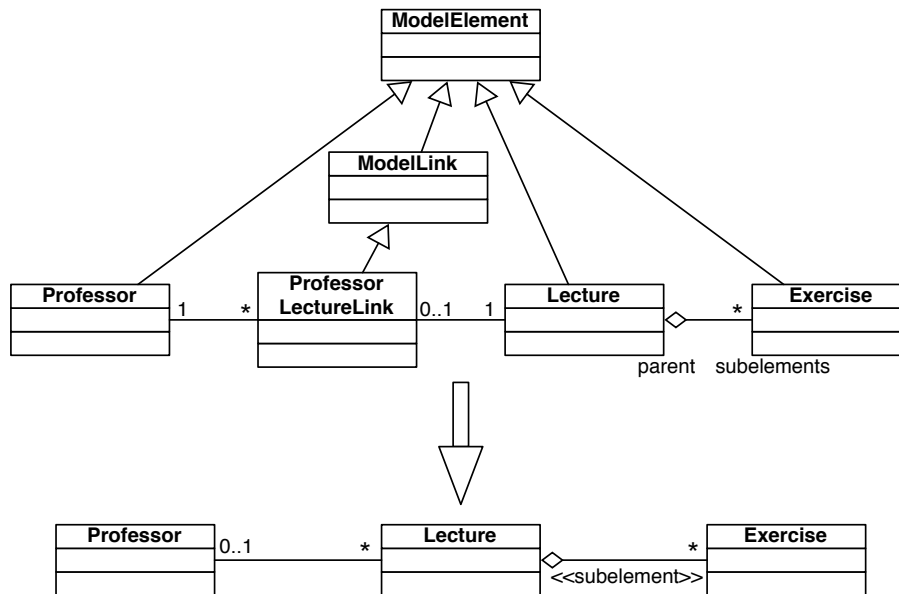 ModelElement
ModelLink
Professor
Professor
LectureLink
Lecture
Exercise
1
*
0..1
1
*
parent
subelements
Professor
Lecture
Exercise
0..1
*
*
<<subelement>>